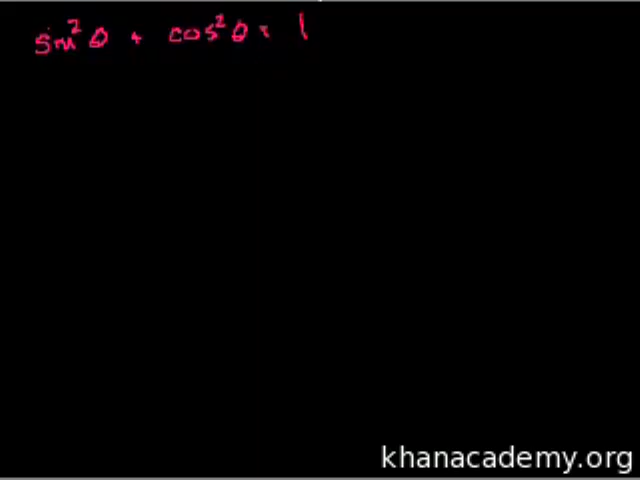 sin²θ + cos²θ = 1
khanacademy.org